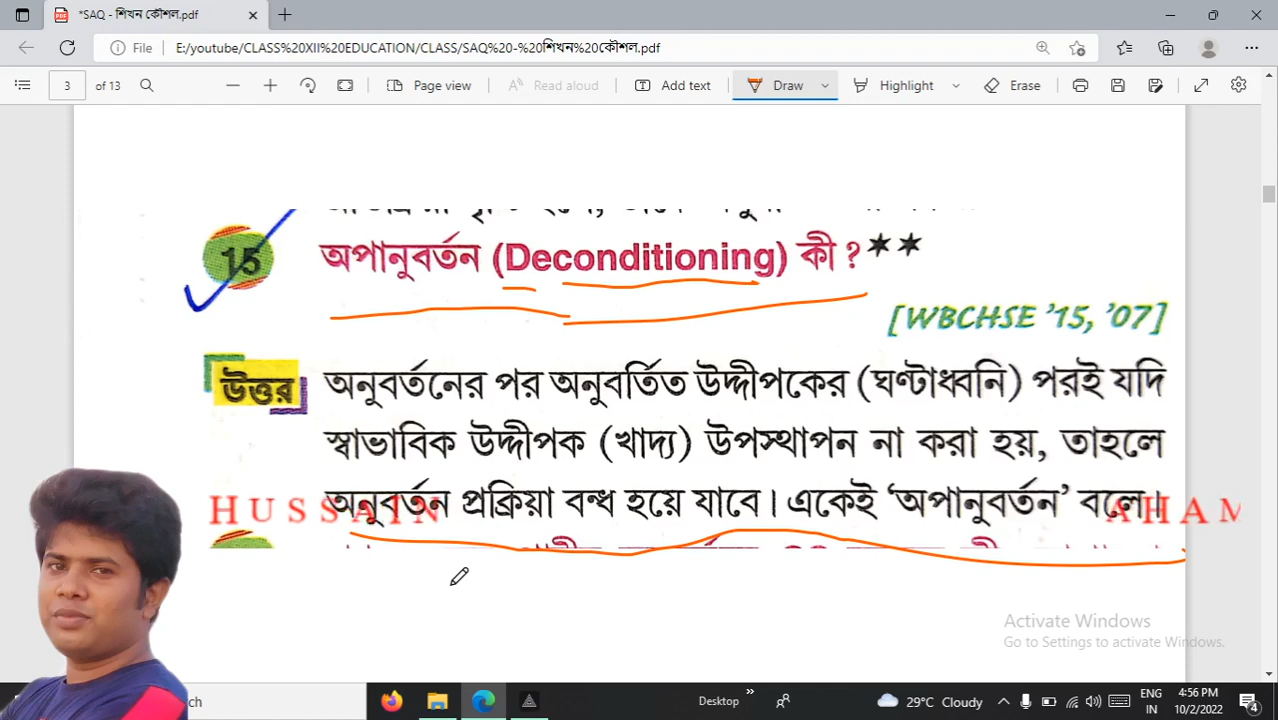 *SAQ - শিখন কৌশল.pdf
File
E:/youtube/CLASS%20XII%20EDUCATION/CLASS/SAQ%20-%20শিখন%20কৌশল.pdf
3 of 13
Page view
Read aloud
Add text
Draw
Highlight
Erase
15 অপানুবর্তন (Deconditioning) কী ? **
[WBCHSE '15, '07]
উত্তর অনুবর্তনের পর অনুবর্তিত উদ্দীপকের (ঘণ্টাধ্বনি) পরই যদি
স্বাভাবিক উদ্দীপক (খাদ্য) উপস্থাপন না করা হয়, তাহলে
অনুবর্তন প্রক্রিয়া বন্ধ হয়ে যাবে। একেই ‘অপানুবর্তন’ বলে।
HUSSAIN AHAM
Activate Windows
Go to Settings to activate Windows.
Desktop
29°C Cloudy
ENG
IN
4:56 PM
10/2/2022
4